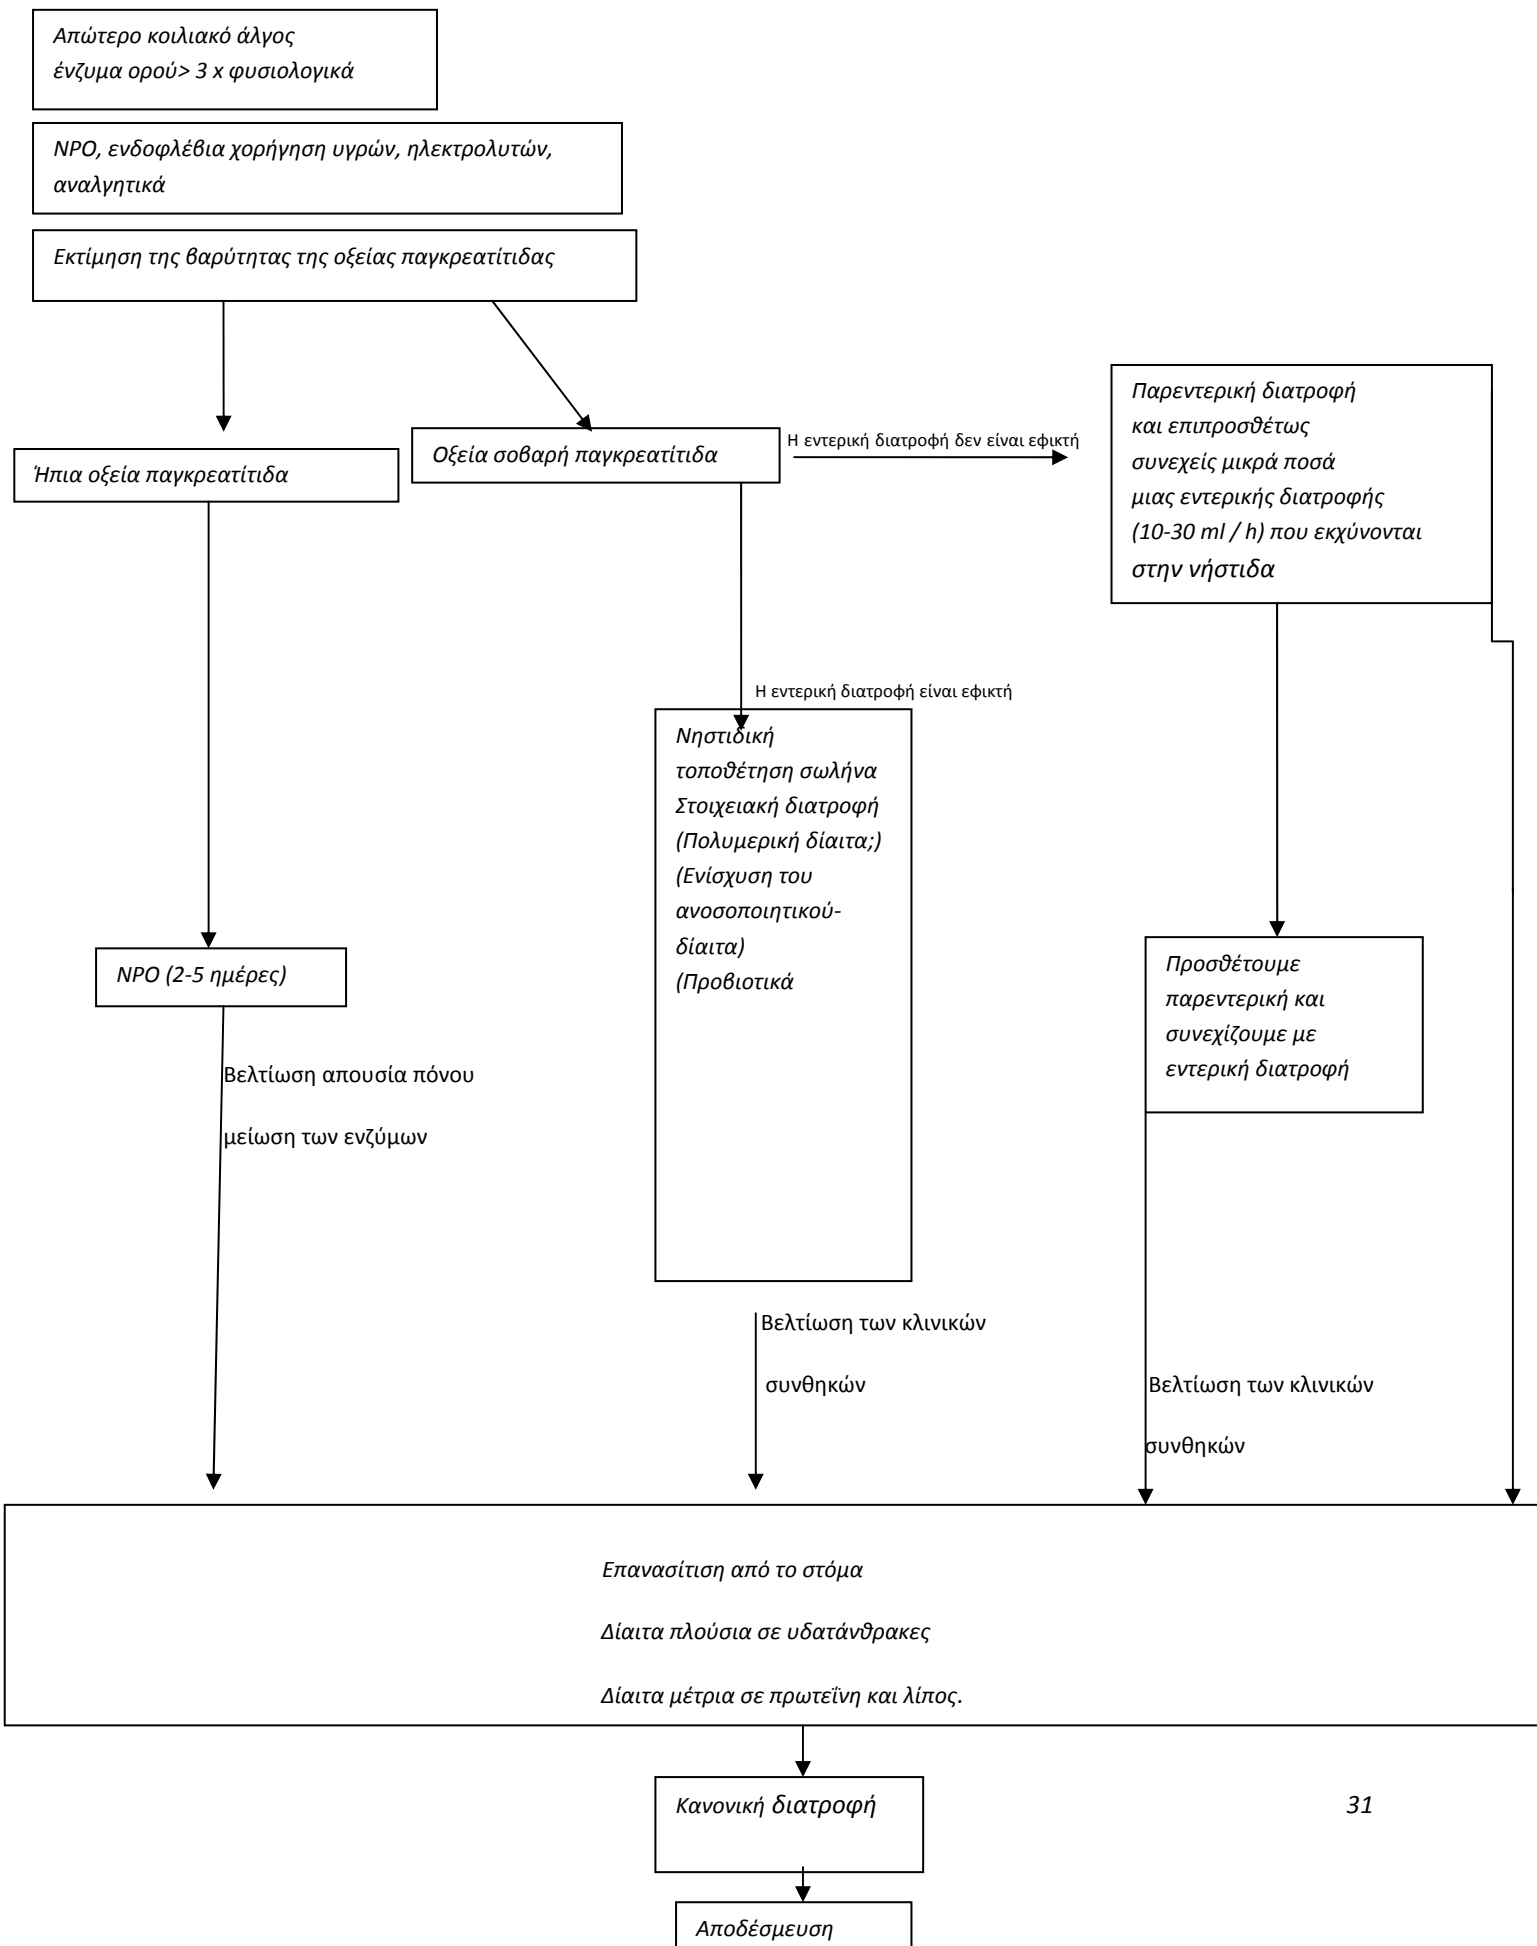 Απώτερο κοιλιακό άλγος
ένζυμα ορού> 3 x φυσιολογικά
NPO, ενδοφλέβια χορήγηση υγρών, ηλεκτρολυτών,
αναλγητικά
Εκτίμηση της βαρύτητας της οξείας παγκρεατίτιδας
Ήπια οξεία παγκρεατίτιδα
Οξεία σοβαρή παγκρεατίτιδα
Η εντερική διατροφή δεν είναι εφικτή
Παρεντερική διατροφή
και επιπροσθέτως
συνεχείς μικρά ποσά
μιας εντερικής διατροφής
(10-30 ml / h) που εκχύνονται
στην νήστιδα
Η εντερική διατροφή είναι εφικτή
Νηστιδική
τοποθέτηση σωλήνα
Στοιχειακή διατροφή
(Πολυμερική δίαιτα;)
(Ενίσχυση του
ανοσοποιητικού-
δίαιτα)
(Προβιοτικά
NPO (2-5 ημέρες)
Προσθέτουμε
παρεντερική και
συνεχίζουμε με
εντερική διατροφή
Βελτίωση απουσία πόνου
μείωση των ενζύμων
Βελτίωση των κλινικών
συνθηκών
Βελτίωση των κλινικών
συνθηκών
Επανασίτιση από το στόμα
Δίαιτα πλούσια σε υδατάνθρακες
Δίαιτα μέτρια σε πρωτεΐνη και λίπος.
Κανονική διατροφή
31
Αποδέσμευση